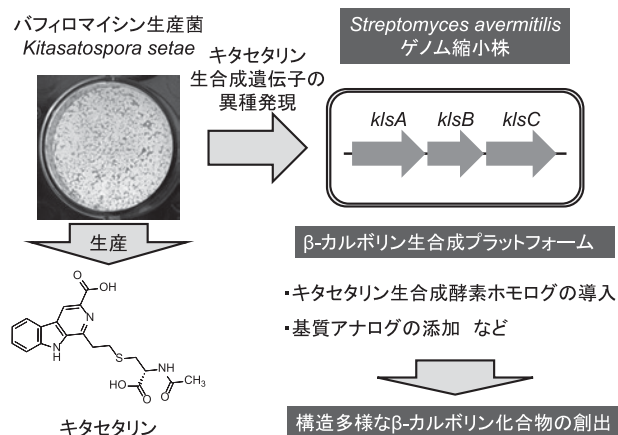 バフィロマイシン生産菌
Kitasatospora setae
キタセタリン
生合成遺伝子の
異種発現
Streptomyces avermitilis
ゲノム縮小株
klsA klsB klsC
生産
β-カルボリン生合成プラットフォーム
・キタセタリン生合成酵素ホモログの導入
・基質アナログの添加 など
O
OH
N
N
H
S
HN
HO
O
O
CH3
キタセタリン
構造多様なβ-カルボリン化合物の創出